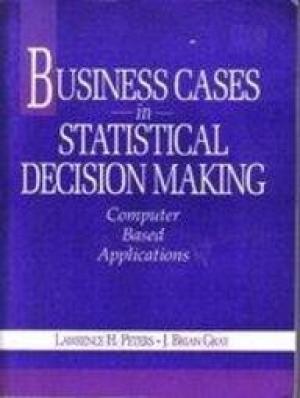 BUSINESS CASES
in
STATISTICAL
DECISION MAKING
Computer
Based
Applications
LAWRENCE H. PETERS • J. BRIAN GRAY